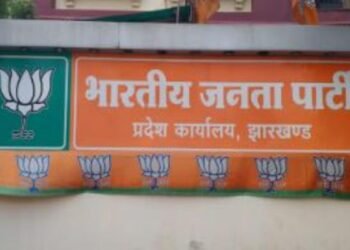 भारतीय जनता पार्टी
प्रदेश कार्यालय, झारखण्ड